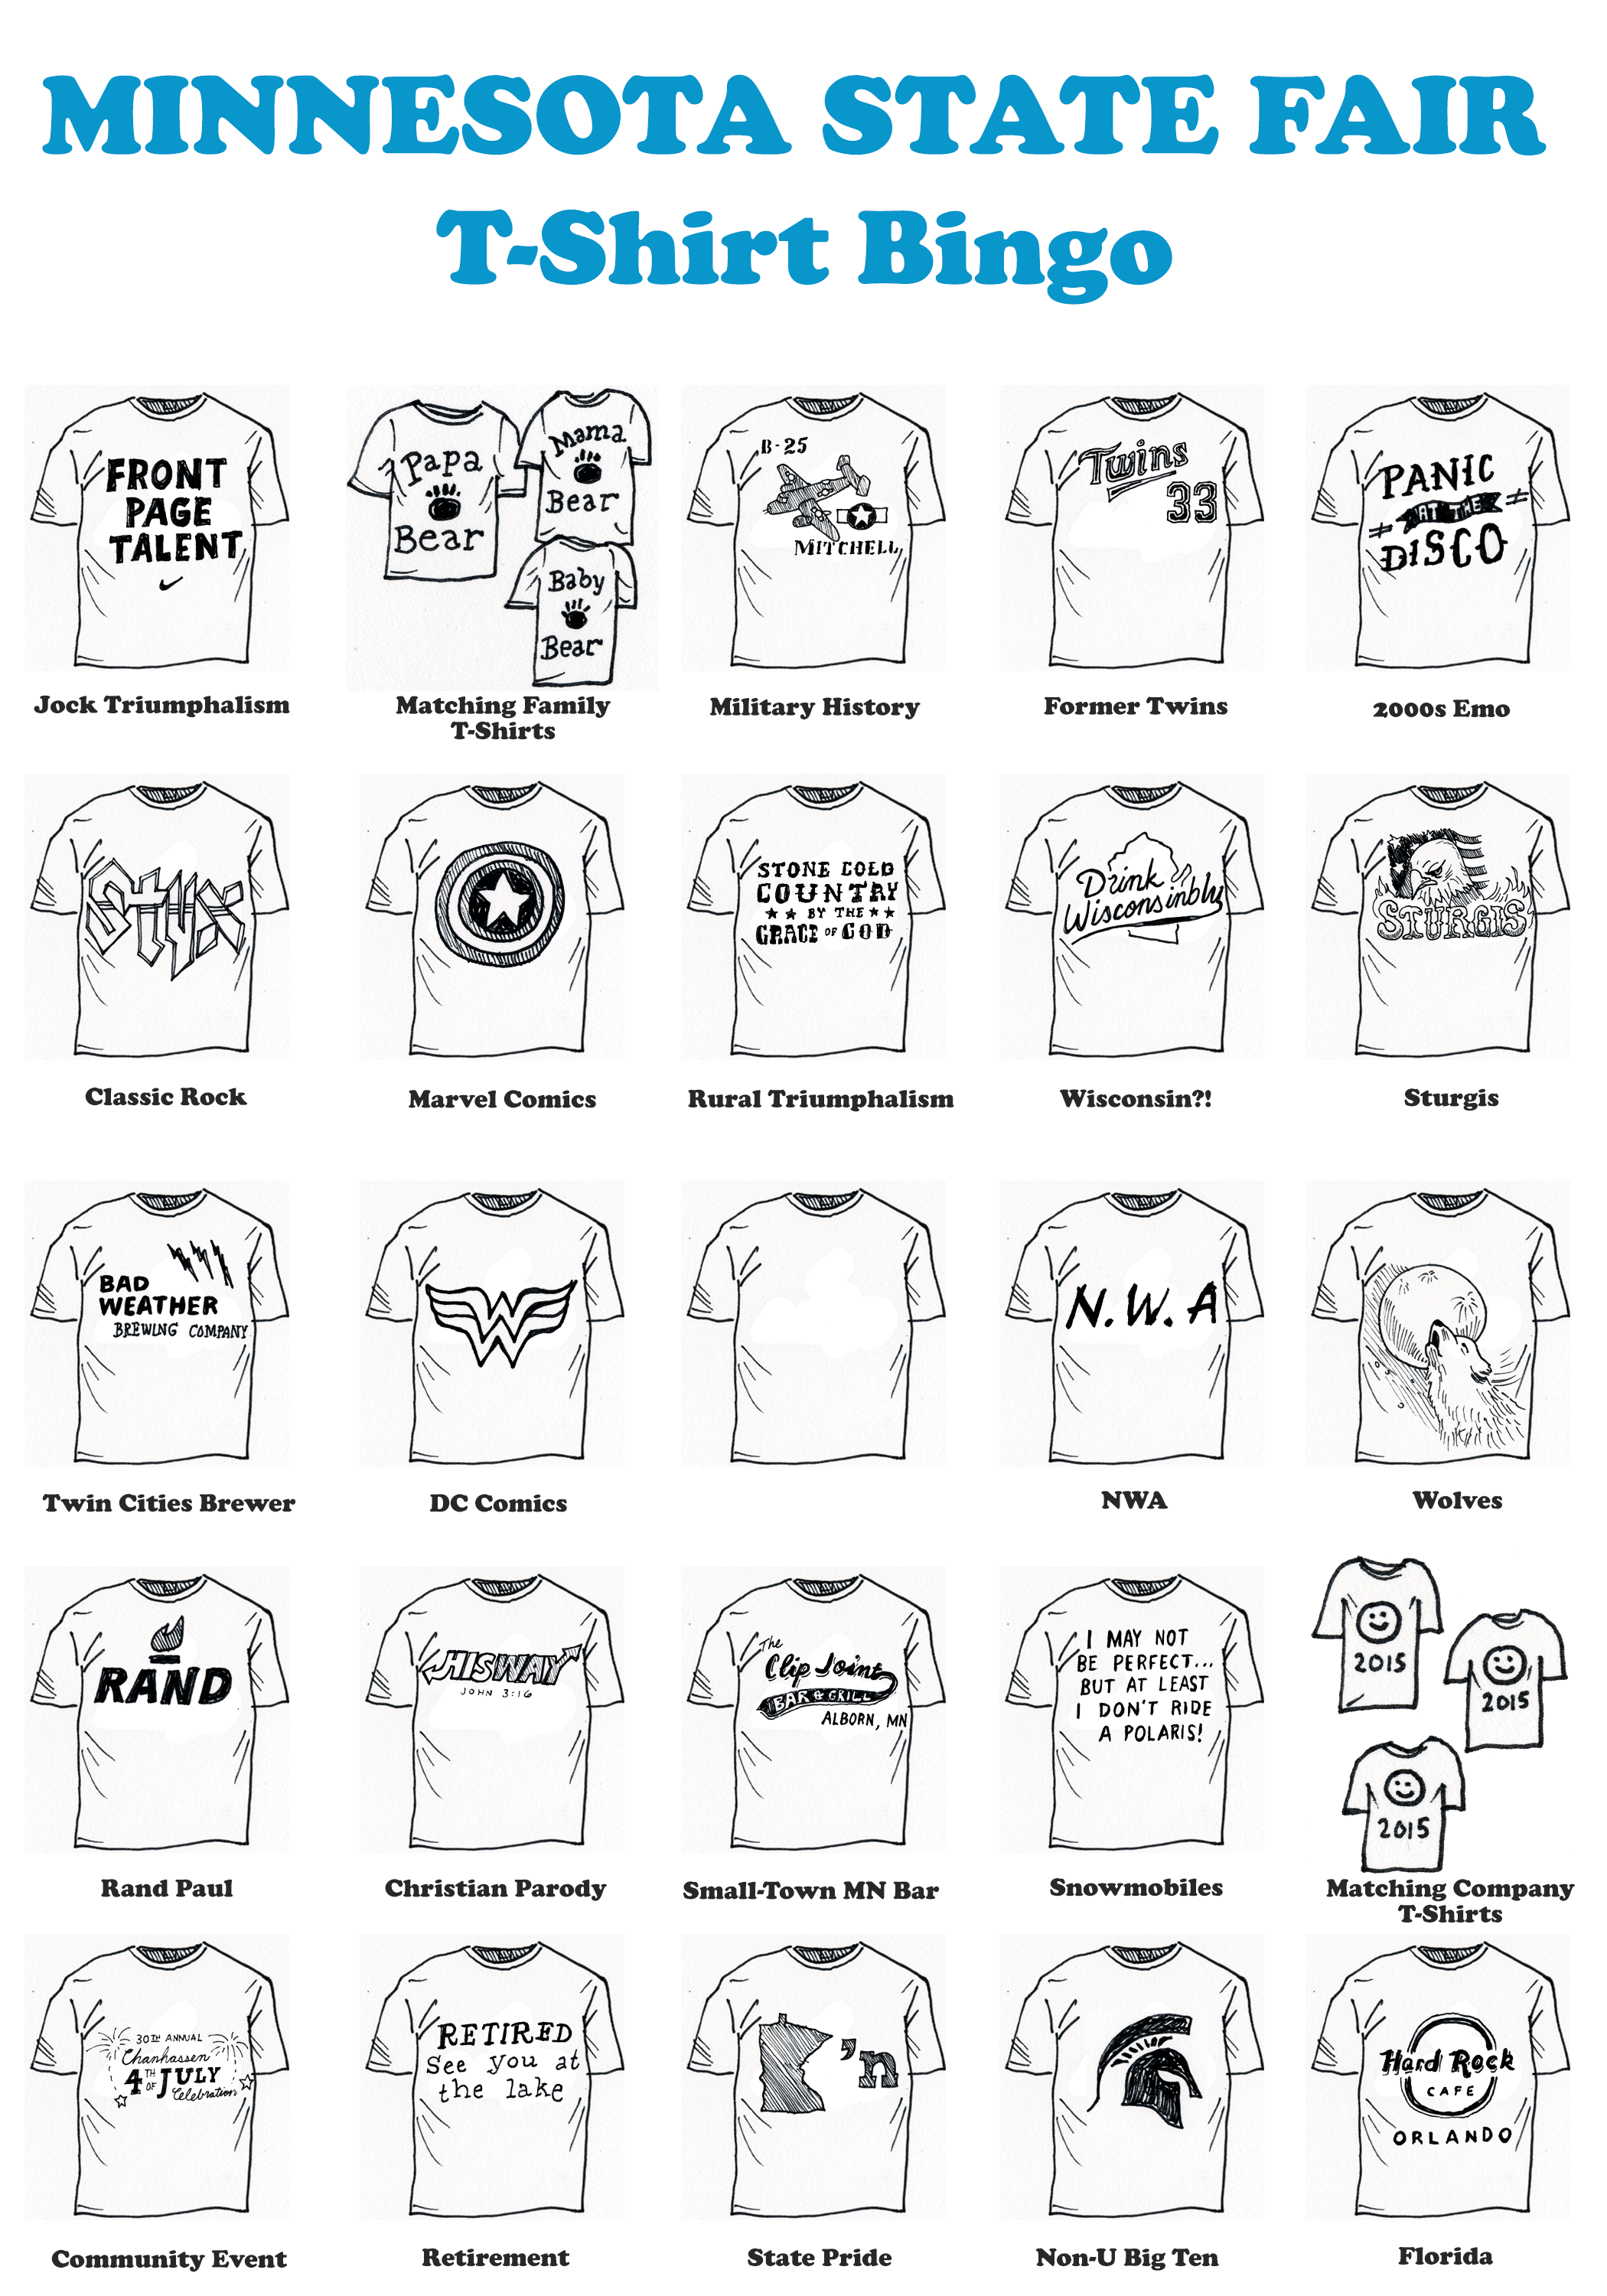 MINNESOTA STATE FAIR
T-Shirt Bingo
FRONT
PAGE
TALENT
Jock Triumphalism
Papa
Bear
Mama
Bear
Baby
Bear
Matching Family
T-Shirts
B-25
MITCHELL
Military History
Twins
33
Former Twins
PANIC
AT THE
DISCO
2000s Emo
Styx
Classic Rock
Marvel Comics
STONE COLD
COUNTRY
BY THE
GRACE OF GOD
Rural Triumphalism
Drink
Wisconsinbly
Wisconsin?!
STURGIS
Sturgis
BAD
WEATHER
BREWING COMPANY
Twin Cities Brewer
W
DC Comics
N.W.A
NWA
Wolves
RAND
Rand Paul
HISWAY
JOHN 3:16
Christian Parody
The
Clip Joint
BAR & GRILL
ALBORN, MN
Small-Town MN Bar
I MAY NOT
BE PERFECT...
BUT AT LEAST
I DON'T RIDE
A POLARIS!
Snowmobiles
2015
2015
2015
Matching Company
T-Shirts
30TH ANNUAL
Chanhassen
4TH OF JULY
Celebration
Community Event
RETIRED
See you at
the lake
Retirement
'n
State Pride
Non-U Big Ten
Hard Rock
CAFE
ORLANDO
Florida